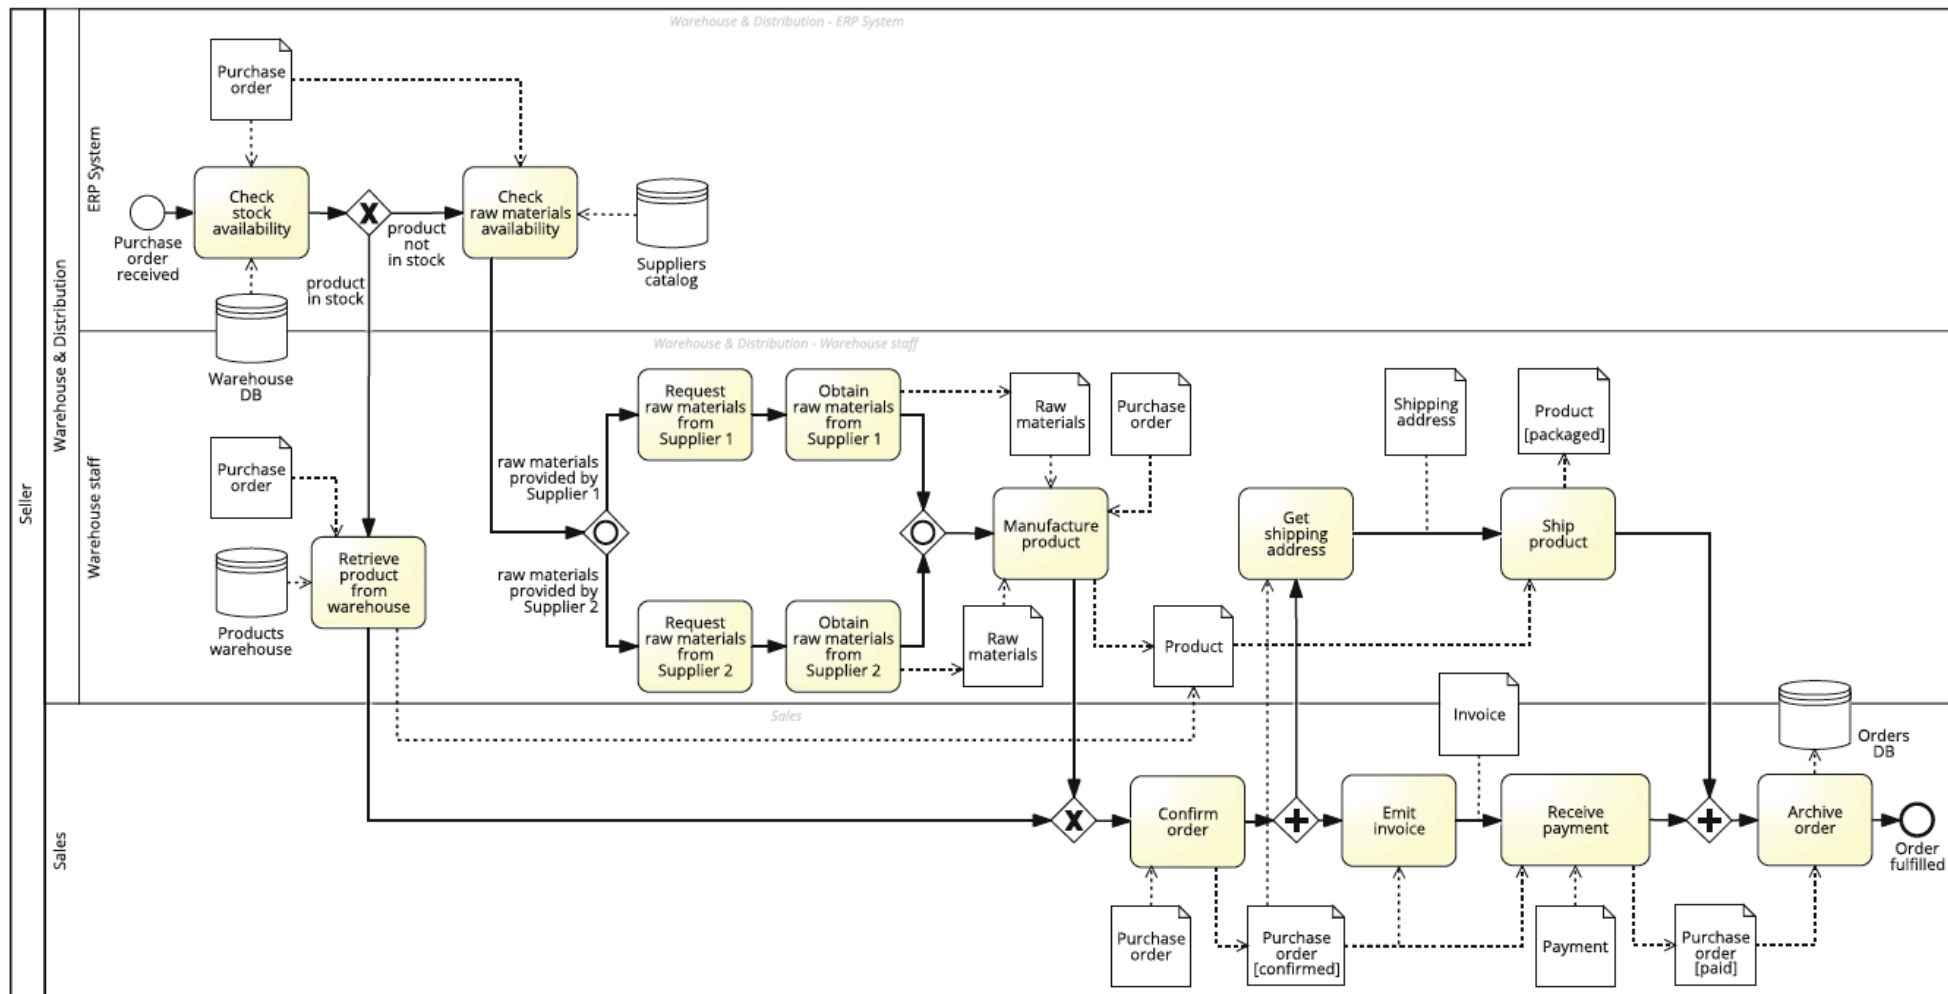 Warehouse & Distribution - ERP System
Seller
Warehouse & Distribution
ERP System
Purchase
order
Purchase
order
received
Check
stock
availability
X
product
not
in stock
product
in stock
Check
raw materials
availability
Suppliers
catalog
Warehouse
DB
Warehouse & Distribution - Warehouse staff
Warehouse staff
Purchase
order
Products
warehouse
Retrieve
product
from
warehouse
raw materials
provided by
Supplier 1
raw materials
provided by
Supplier 2
Request
raw materials
from
Supplier 1
Obtain
raw materials
from
Supplier 1
Request
raw materials
from
Supplier 2
Obtain
raw materials
from
Supplier 2
Raw
materials
Purchase
order
Manufacture
product
Raw
materials
Product
Get
shipping
address
Shipping
address
Product
[packaged]
Ship
product
Sales
Sales
X
Confirm
order
Purchase
order
Purchase
order
[confirmed]
Emit
invoice
Invoice
Receive
payment
Payment
Purchase
order
[paid]
Archive
order
Orders
DB
Order
fulfilled